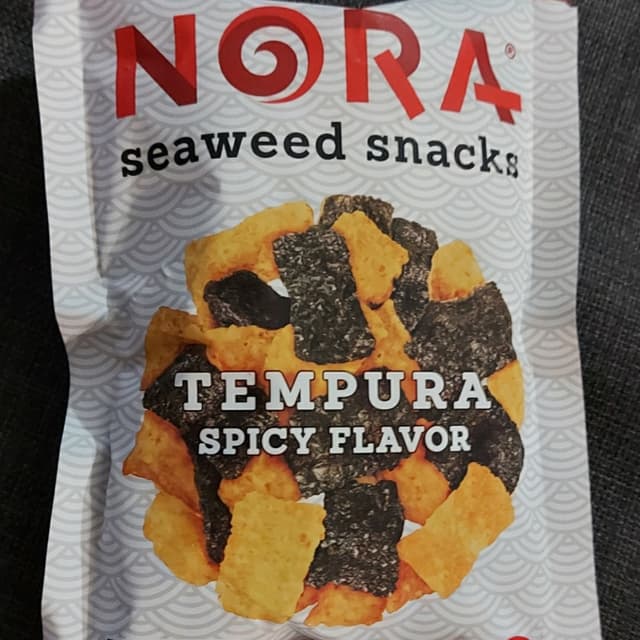 NORA®
seaweed snacks
TEMPURA
SPICY FLAVOR